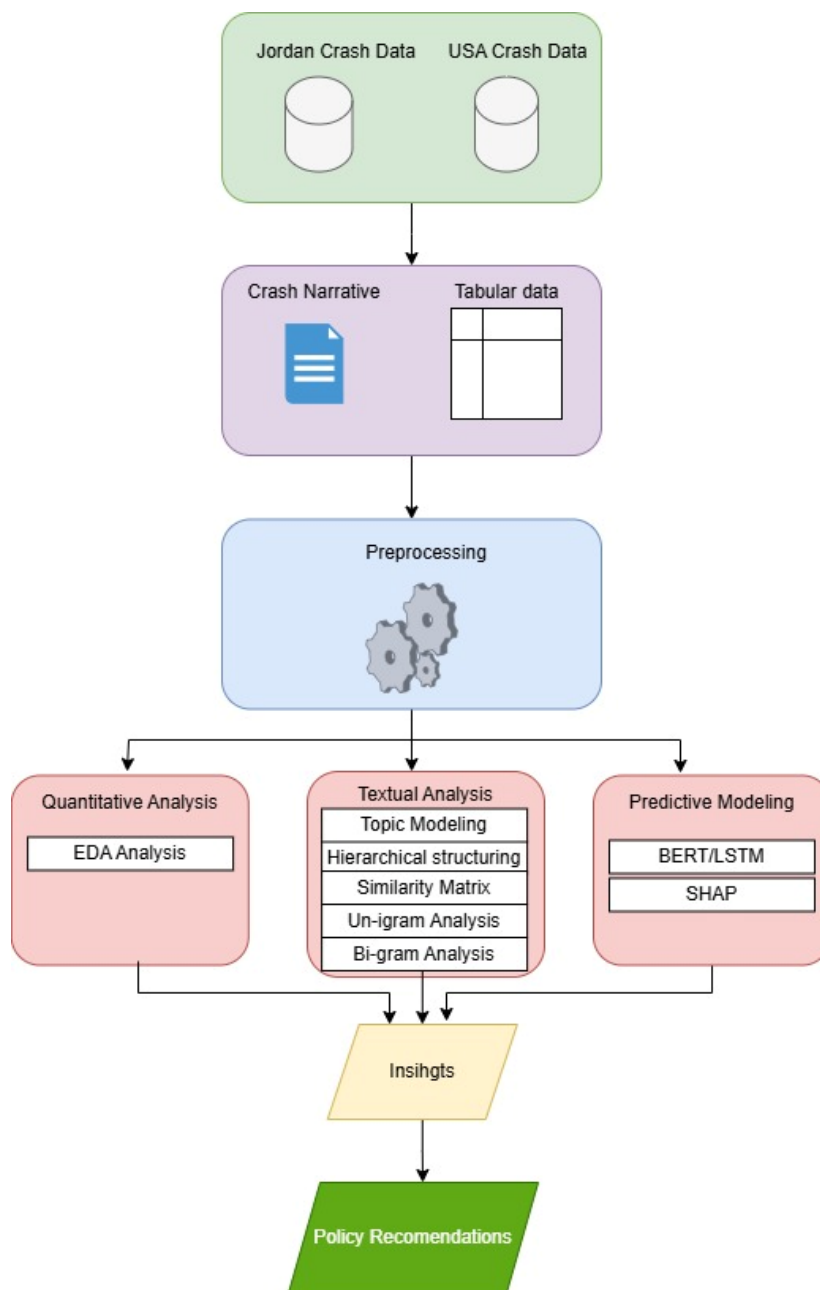 Jordan Crash Data
USA Crash Data
Crash Narrative
Tabular data
Preprocessing
Quantitative Analysis
EDA Analysis
Textual Analysis
Topic Modeling
Hierarchical structuring
Similarity Matrix
Un-igram Analysis
Bi-gram Analysis
Predictive Modeling
BERT/LSTM
SHAP
Insihgts
Policy Recomendations